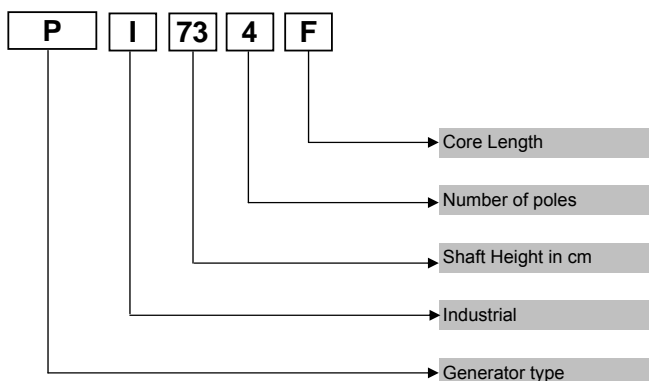 P I 73 4 F
Core Length
Number of poles
Shaft Height in cm
Industrial
Generator type